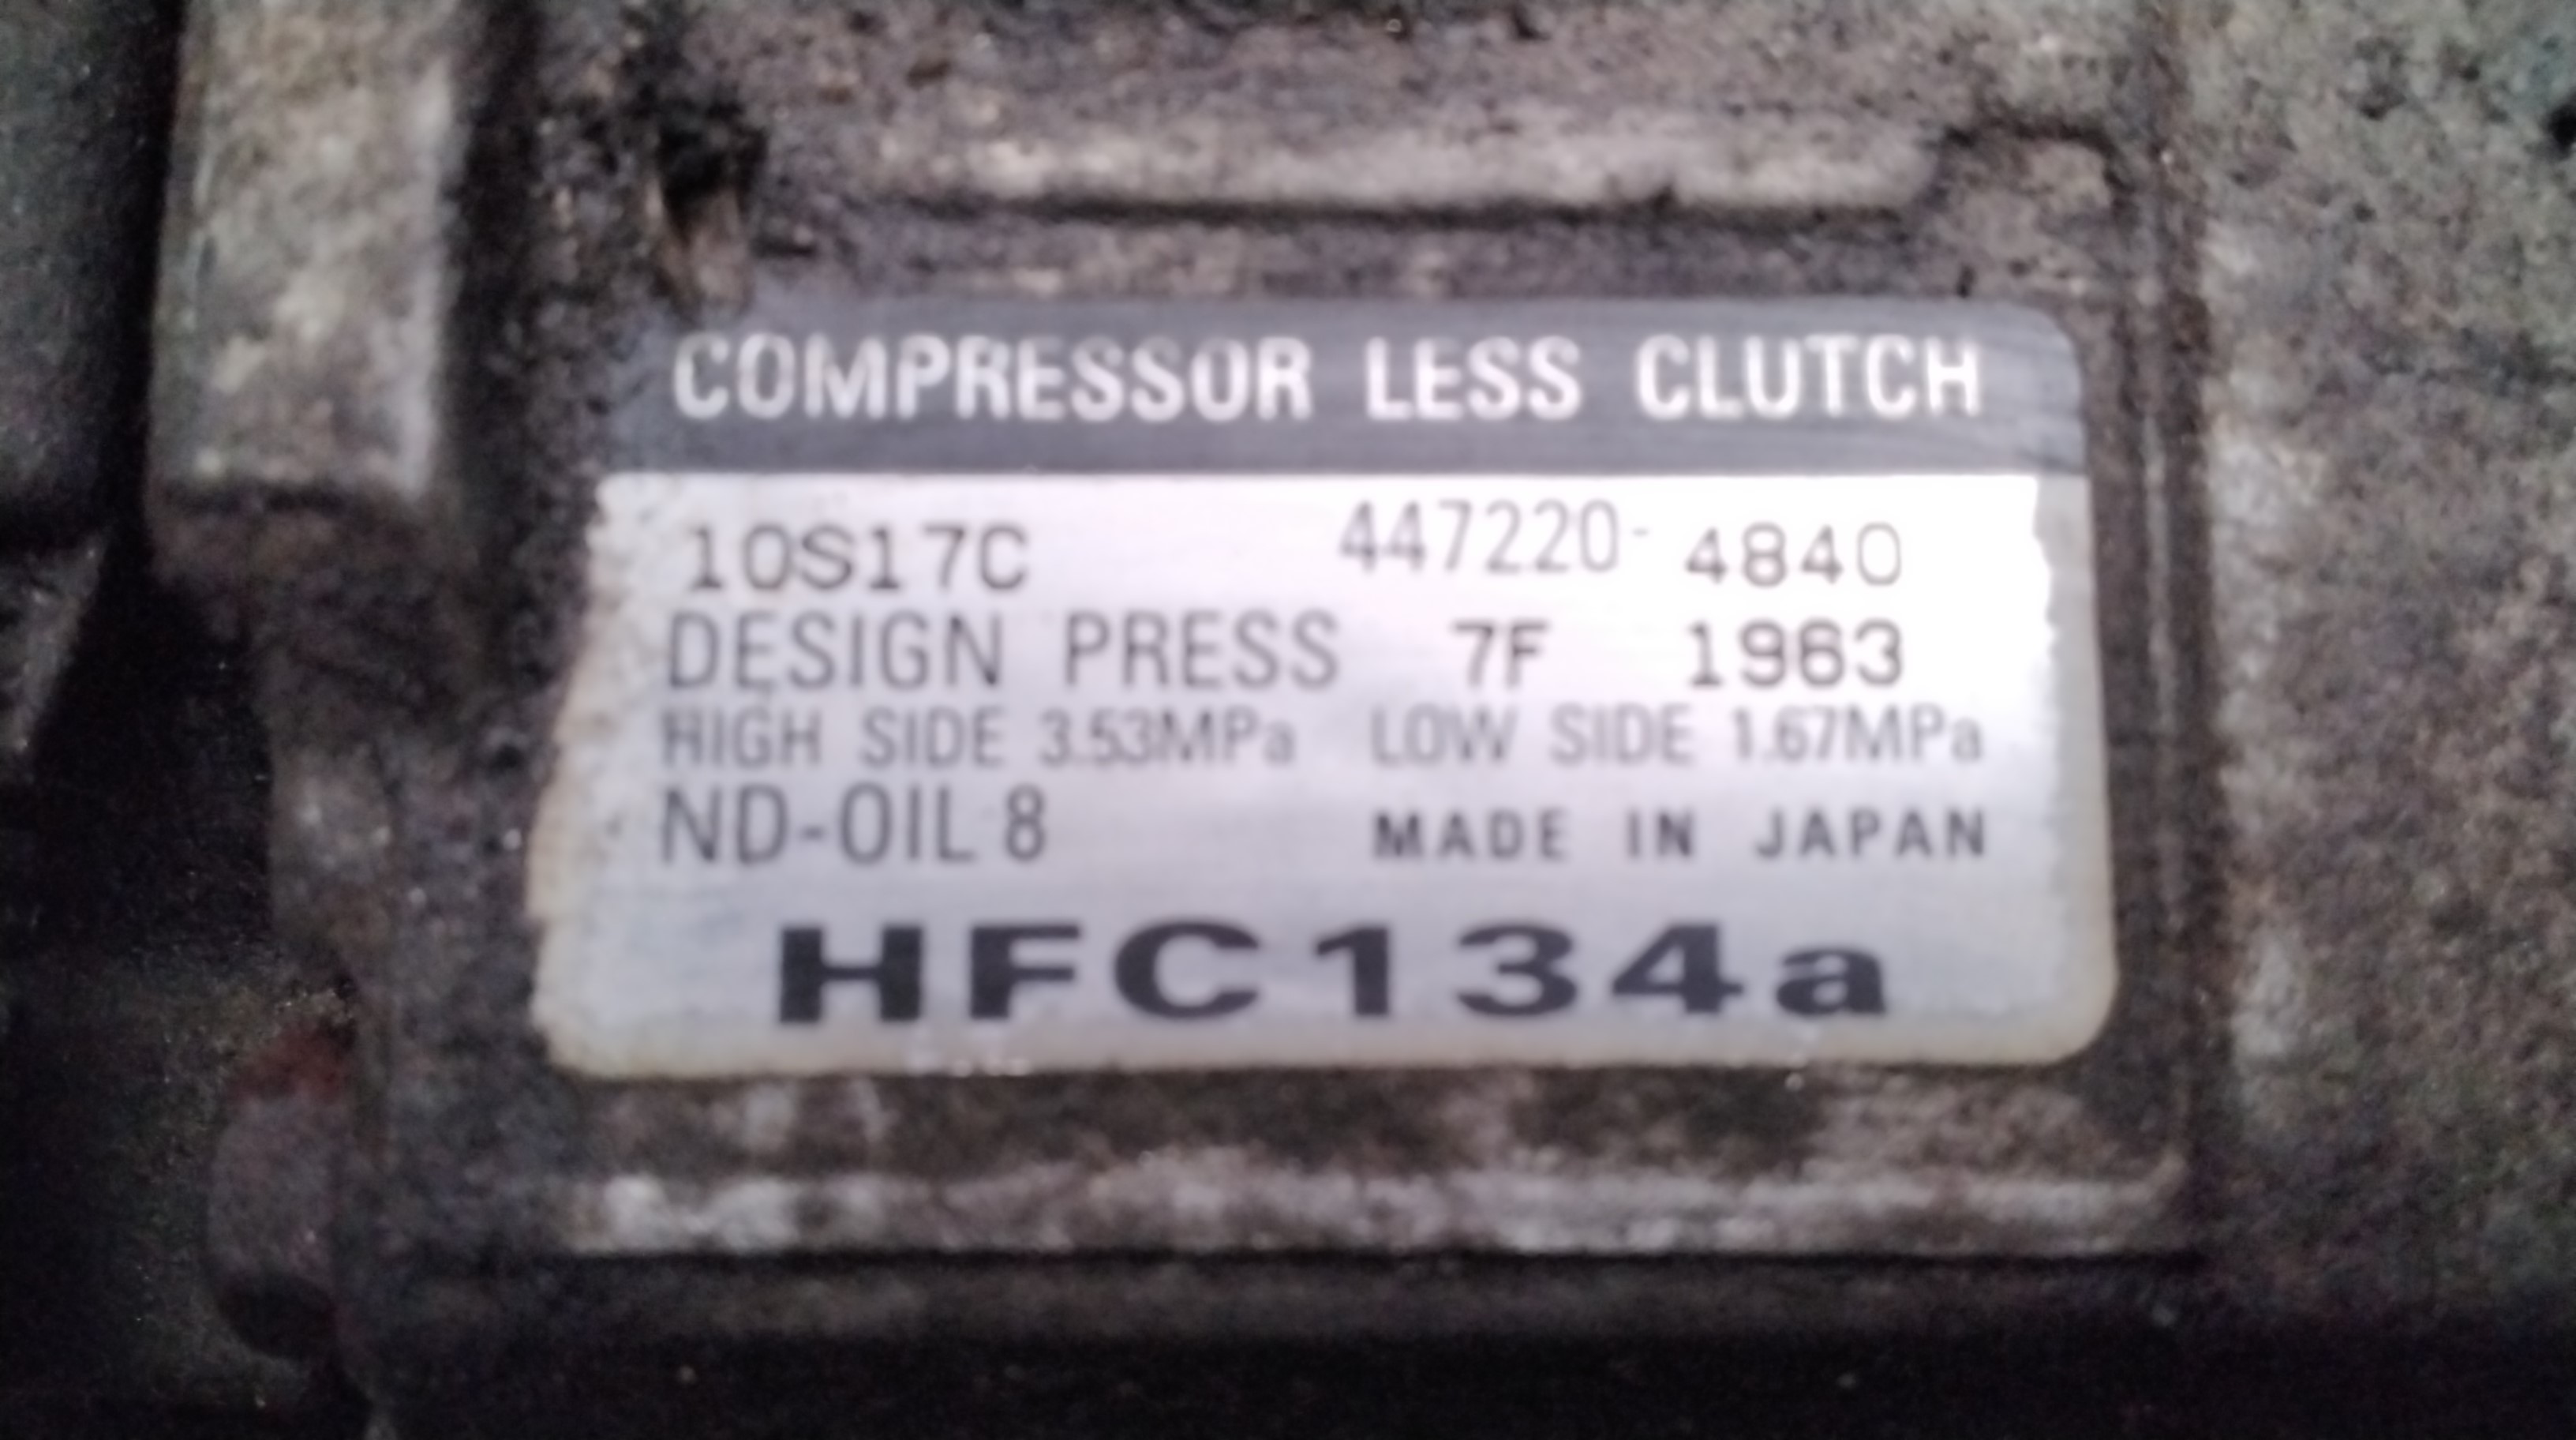 COMPRESSOR LESS CLUTCH
10S17C 447220-4840
DESIGN PRESS 7F 1963
HIGH SIDE 3.53MPa LOW SIDE 1.67MPa
ND-OIL 8 MADE IN JAPAN
HFC134a